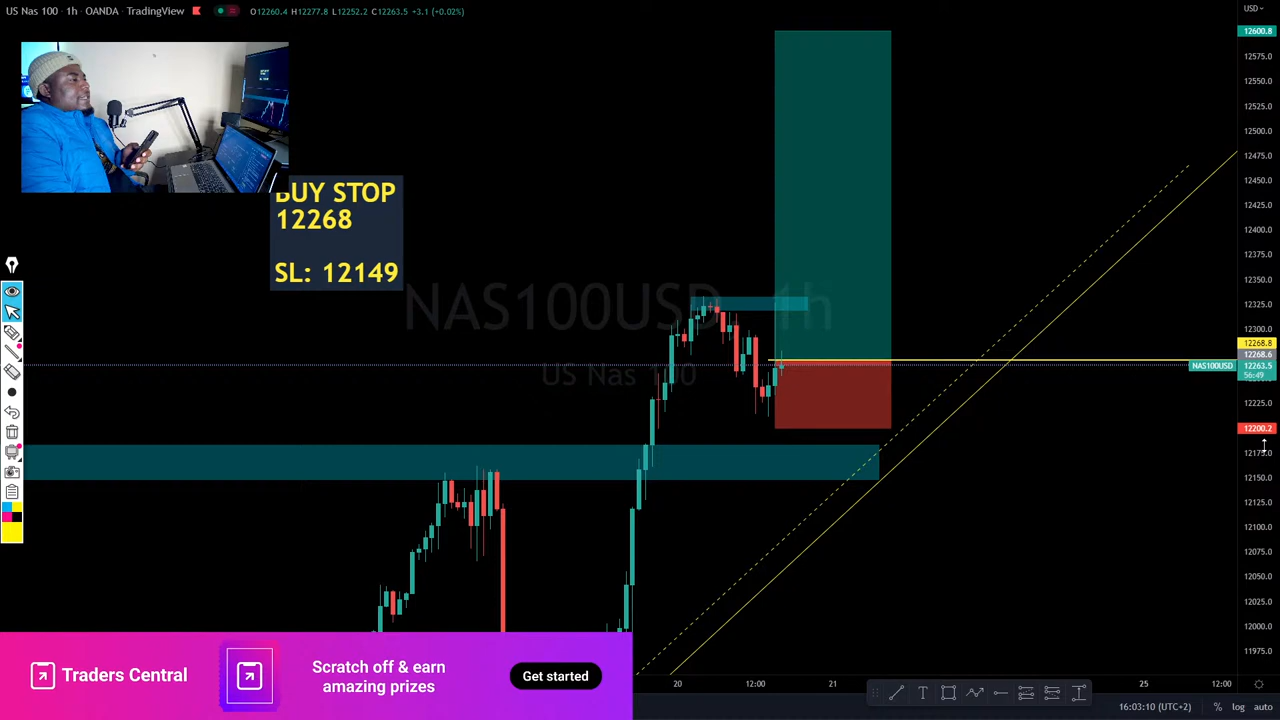 US Nas 100 · 1h · OANDA · TradingView
O12260.4 H12277.8 L12252.2 C12263.5 +3.1 (+0.02%)
USD
BUY STOP
12268
SL: 12149
NAS100USD 1h
US Nas 100
12600.8
12575.0
12550.0
12525.0
12500.0
12475.0
12450.0
12425.0
12400.0
12375.0
12350.0
12325.0
12300.0
12268.8
12268.6
NAS100USD 12263.5
56:49
12225.0
12200.2
12175.0
12150.0
12125.0
12100.0
12075.0
12050.0
12025.0
12000.0
11975.0
Traders Central
Scratch off & earn
amazing prizes
Get started
20
12:00
21
25
12:00
T
16:03:10 (UTC+2)
% log auto